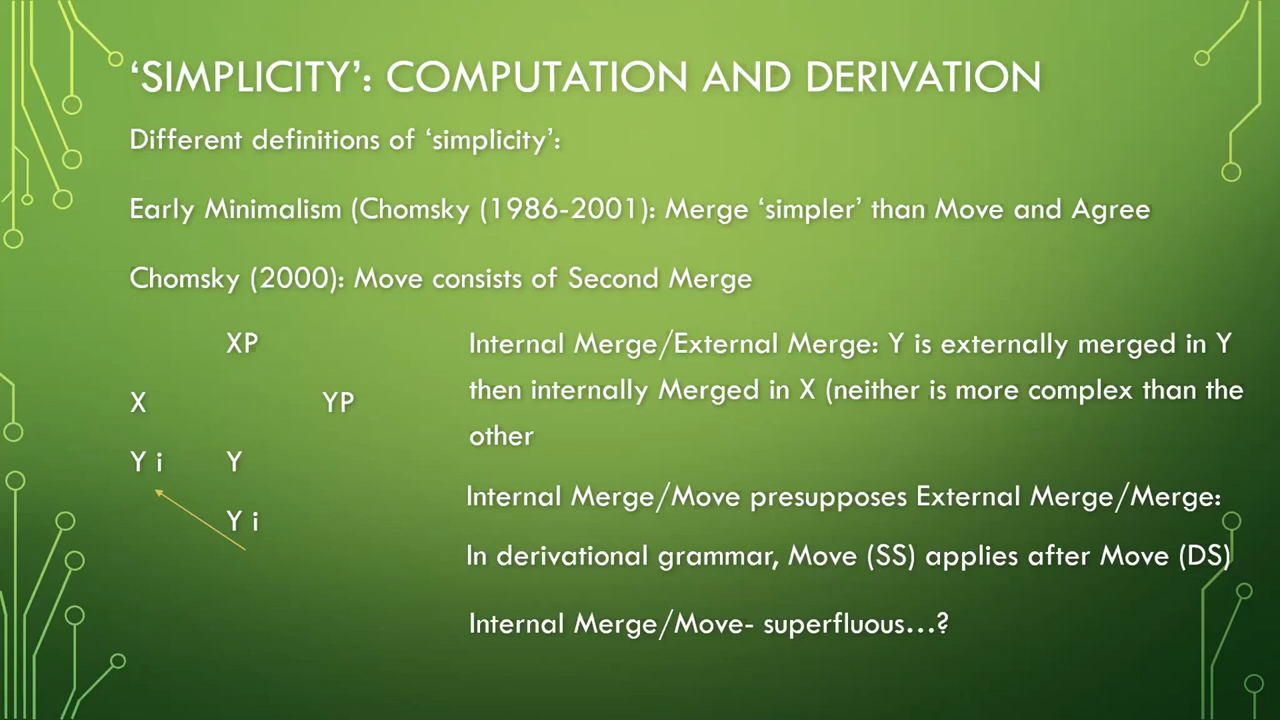 ‘SIMPLICITY’: COMPUTATION AND DERIVATION
Different definitions of ‘simplicity’:
Early Minimalism (Chomsky (1986-2001): Merge ‘simpler’ than Move and Agree
Chomsky (2000): Move consists of Second Merge
XP
X YP
Y i Y
Y i
Internal Merge/External Merge: Y is externally merged in Y
then internally Merged in X (neither is more complex than the
other
Internal Merge/Move presupposes External Merge/Merge:
In derivational grammar, Move (SS) applies after Move (DS)
Internal Merge/Move- superfluous…?